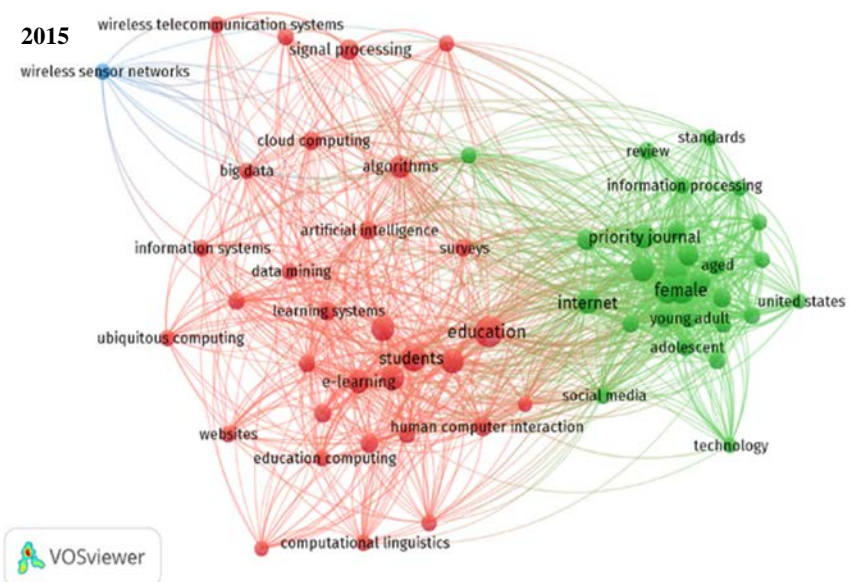 2015
wireless telecommunication systems
signal processing
wireless sensor networks
cloud computing
standards
review
big data
algorithms
information processing
artificial intelligence
priority journal
information systems
surveys
data mining
aged
female
internet
united states
learning systems
young adult
education
ubiquitous computing
adolescent
students
e-learning
social media
websites
human computer interaction
technology
education computing
computational linguistics
VOSviewer